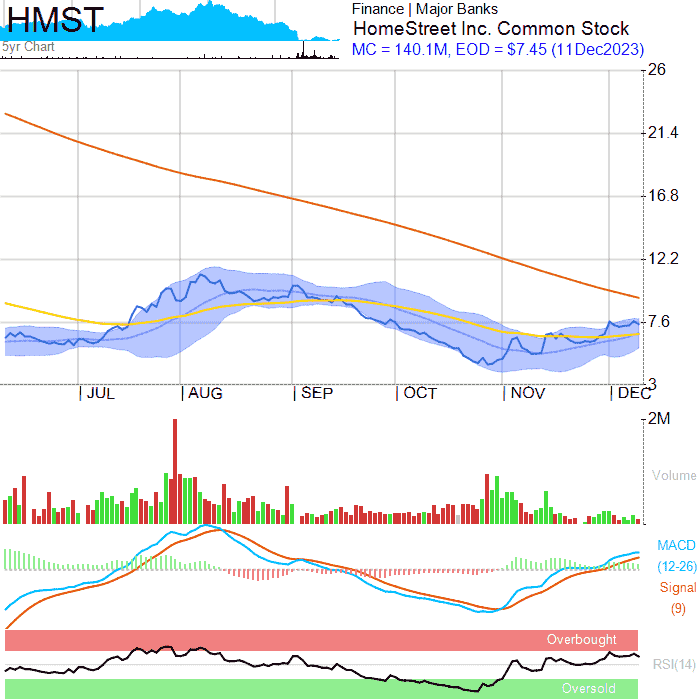 HMST
5yr Chart
Finance | Major Banks
HomeStreet Inc. Common Stock
MC = 140.1M, EOD = $7.45 (11Dec2023)
26
21.4
16.8
12.2
7.6
3
JUL AUG SEP OCT NOV DEC
2M
Volume
MACD
(12-26)
Signal
(9)
Overbought
RSI(14)
Oversold